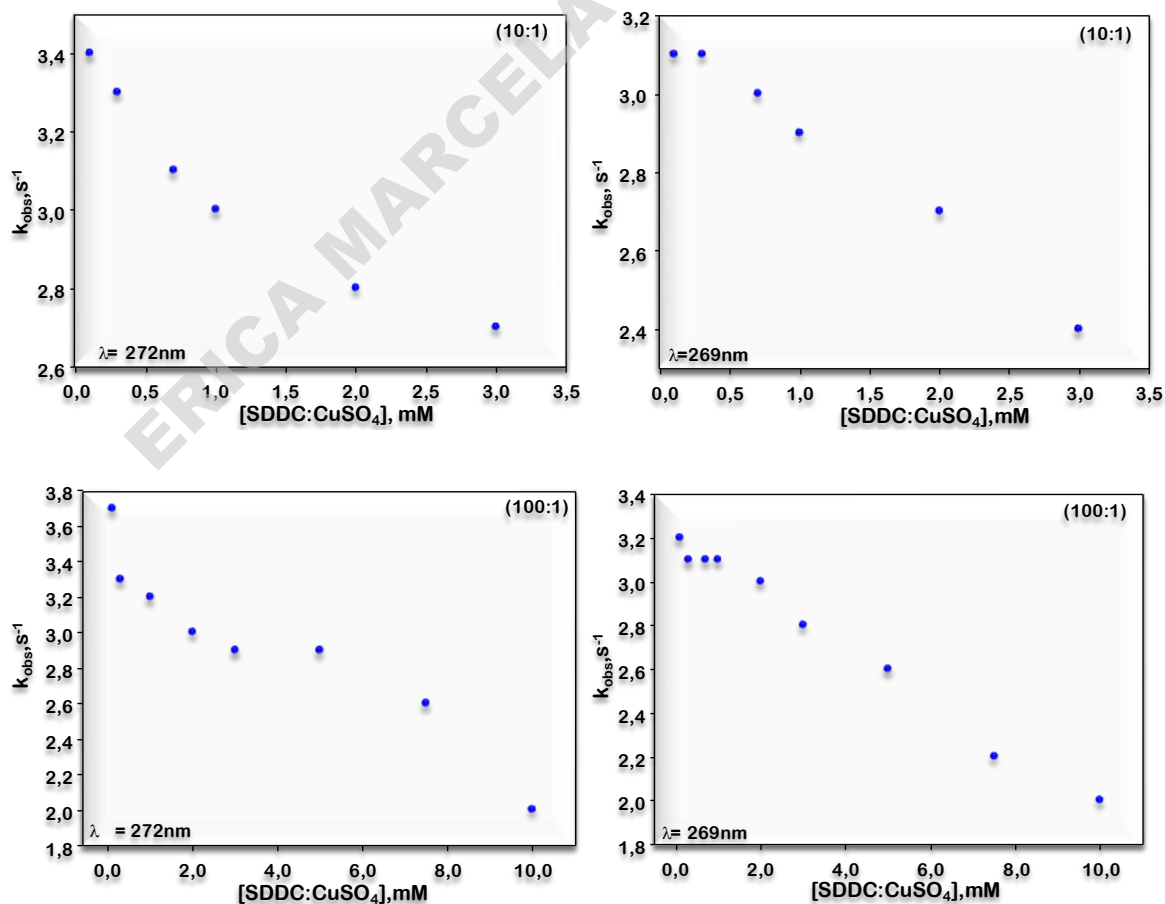 (10:1)
3,4
3,2
3,0
2,8
2,6
kobs,s-1
λ= 272nm
0,0 0,5 1,0 1,5 2,0 2,5 3,0 3,5
[SDDC:CuSO4], mM
(10:1)
3,2
3,0
2,8
2,6
2,4
kobs, s-1
λ=269nm
0,0 0,5 1,0 1,5 2,0 2,5 3,0 3,5
[SDDC:CuSO4],mM
ERICA MARCELA
(100:1)
3,8
3,6
3,4
3,2
3,0
2,8
2,6
2,4
2,2
2,0
1,8
kobs,s-1
λ = 272nm
0,0 2,0 4,0 6,0 8,0 10,0
[SDDC:CuSO4],mM
(100:1)
3,4
3,2
3,0
2,8
2,6
2,4
2,2
2,0
1,8
kobs,s-1
λ= 269nm
0,0 2,0 4,0 6,0 8,0 10,0
[SDDC:CuSO4],mM